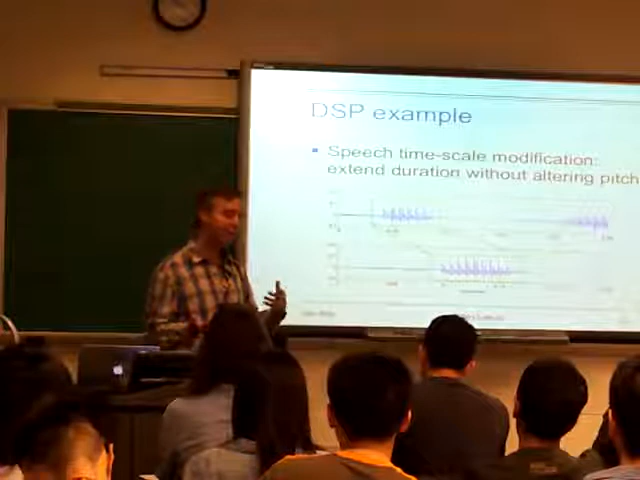 DSP example
Speech time-scale modification:
extend duration without altering pitch